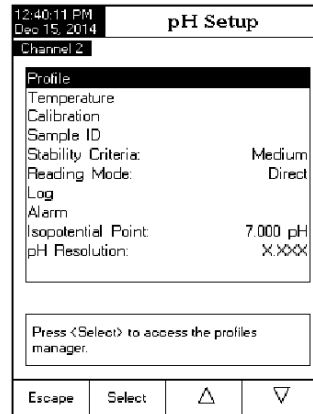 12:40:11 PM
Dec 15, 2014
pH Setup
Channel 2
Profile
Temperature
Calibration
Sample ID
Stability Criteria: Medium
Reading Mode: Direct
Log
Alarm
Isopotential Point: 7.000 pH
pH Resolution: X.XXX
Press <Select> to access the profiles
manager.
Escape Select